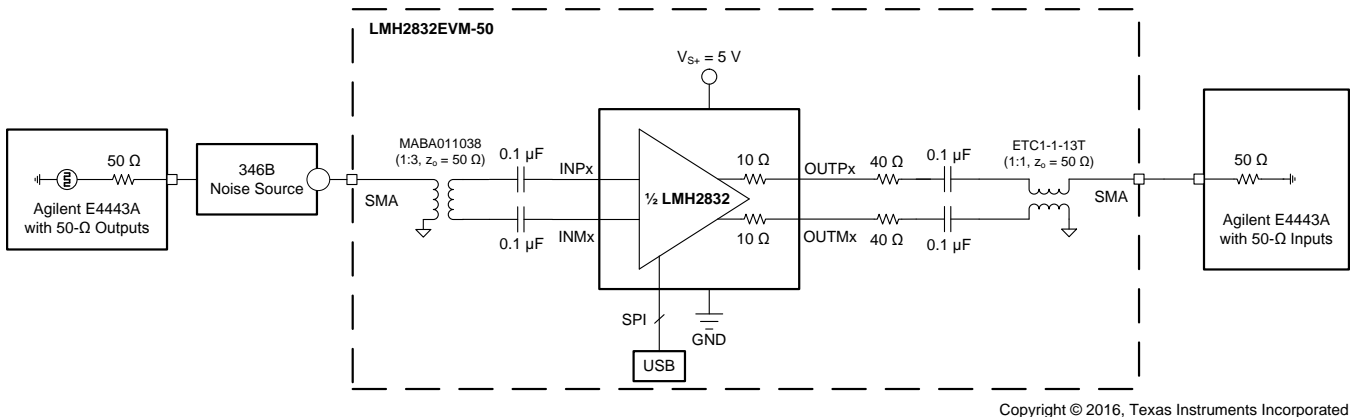 LMH2832EVM-50
V_S+ = 5 V
50 Ω
Agilent E4443A
with 50-Ω Outputs
346B
Noise Source
SMA
MABA011038
(1:3, z_o = 50 Ω)
0.1 µF
0.1 µF
INPx
INMx
½ LMH2832
10 Ω
10 Ω
OUTPx
OUTMx
40 Ω
40 Ω
0.1 µF
0.1 µF
ETC1-1-13T
(1:1, z_o = 50 Ω)
SMA
50 Ω
Agilent E4443A
with 50-Ω Inputs
SPI
GND
USB
Copyright © 2016, Texas Instruments Incorporated